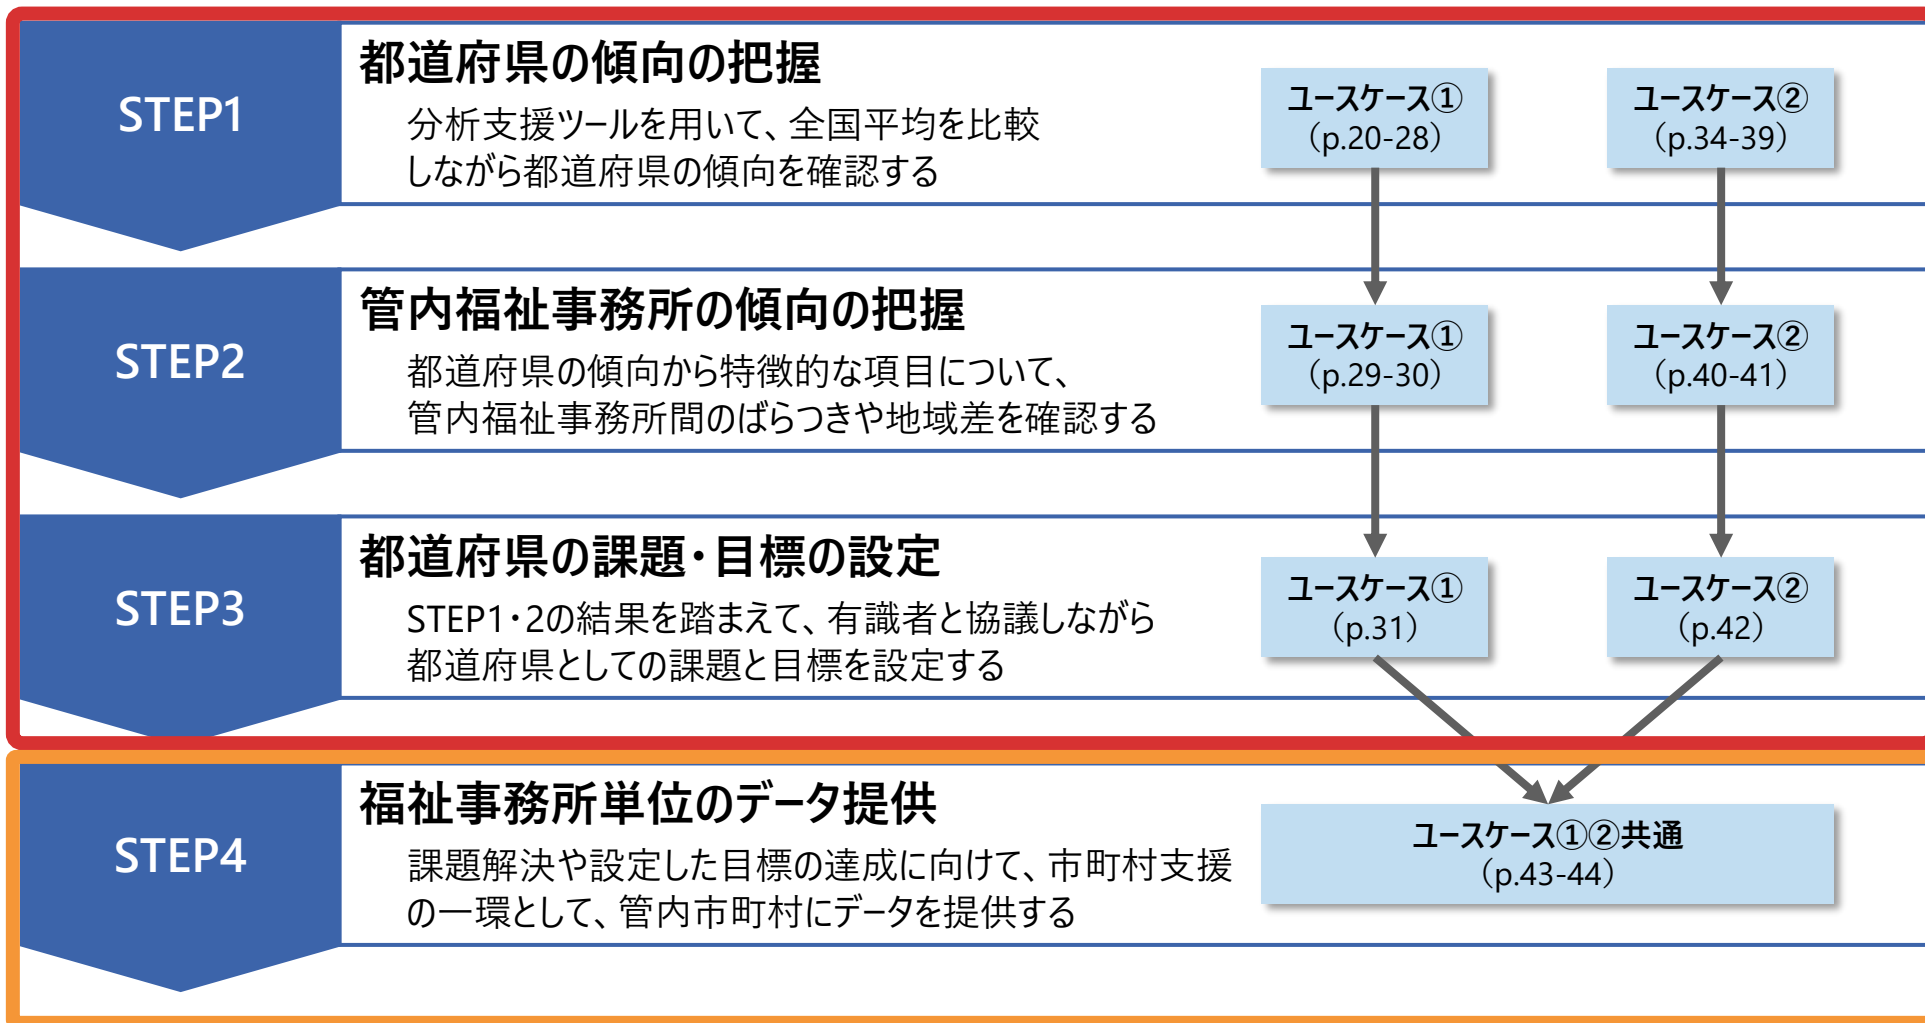 STEP1
都道府県の傾向の把握
分析支援ツールを用いて、全国平均を比較
しながら都道府県の傾向を確認する
ユースケース①
（p.20-28）
ユースケース②
（p.34-39）
STEP2
管内福祉事務所の傾向の把握
都道府県の傾向から特徴的な項目について、
管内福祉事務所間のばらつきや地域差を確認する
ユースケース①
（p.29-30）
ユースケース②
（p.40-41）
STEP3
都道府県の課題・目標の設定
STEP1・2の結果を踏まえて、有識者と協議しながら
都道府県としての課題と目標を設定する
ユースケース①
（p.31）
ユースケース②
（p.42）
STEP4
福祉事務所単位のデータ提供
課題解決や設定した目標の達成に向けて、市町村支援
の一環として、管内市町村にデータを提供する
ユースケース①②共通
（p.43-44）